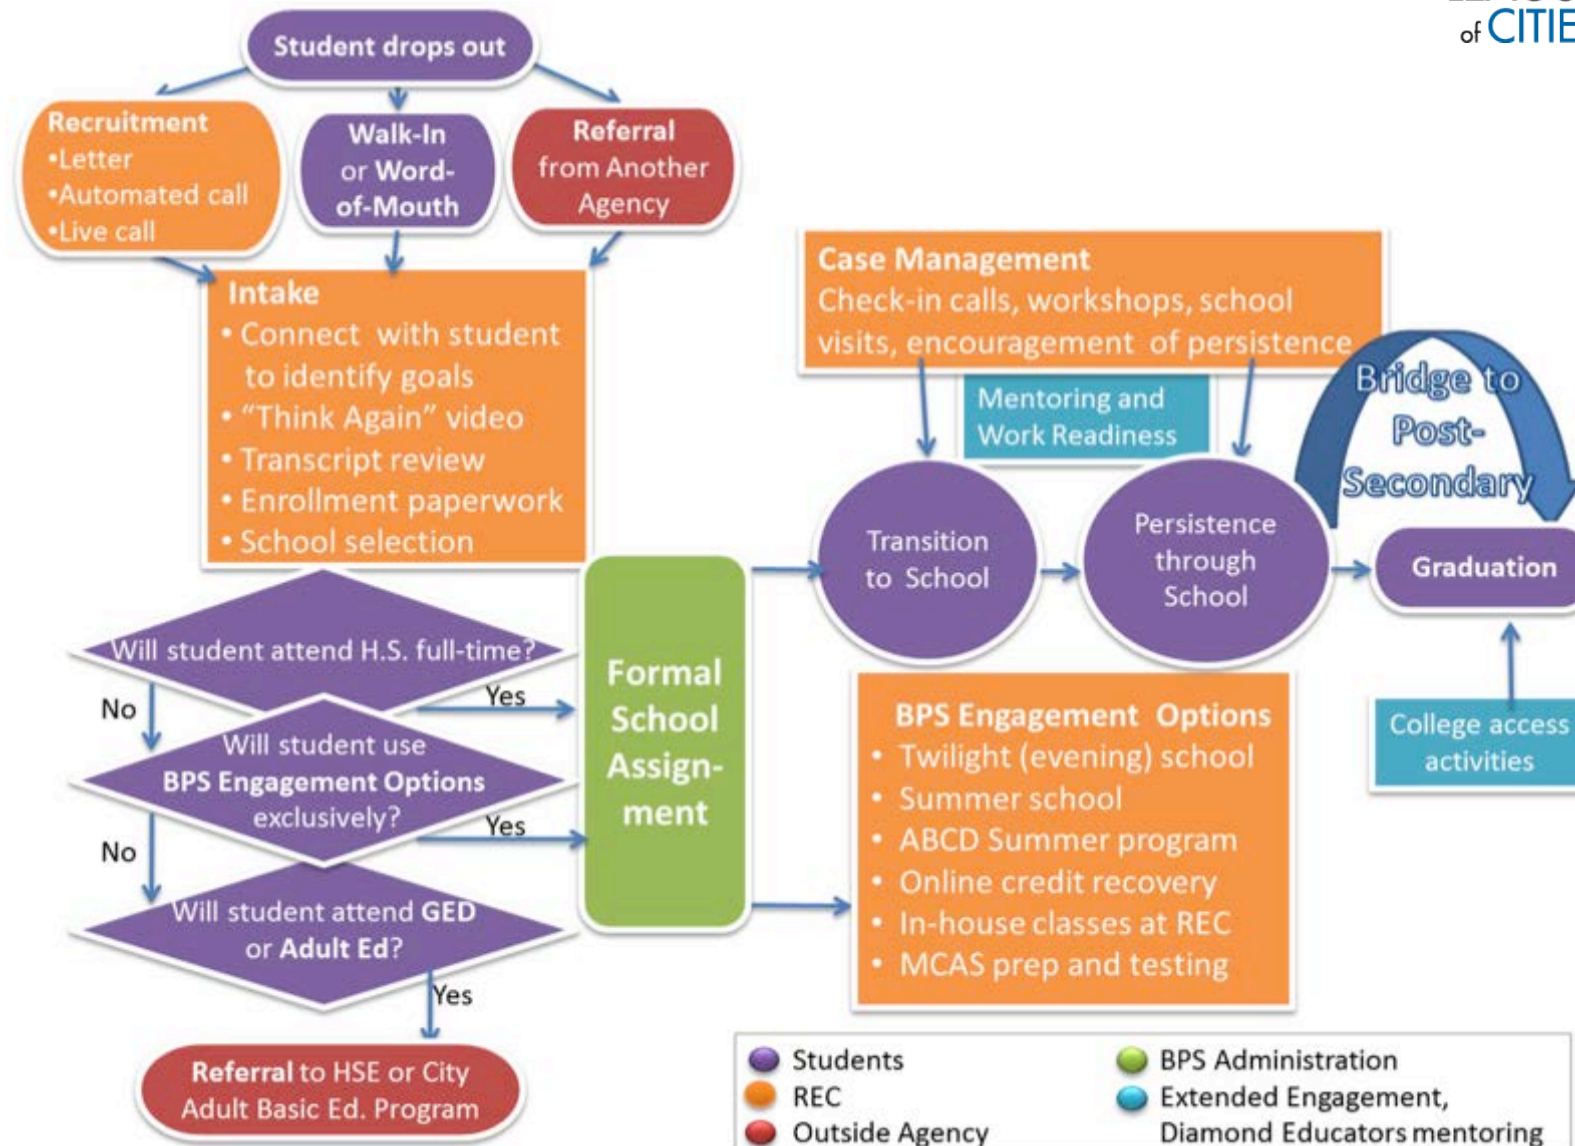 of CITIE
Student drops out
Recruitment
•Letter
•Automated call
•Live call
Walk-In
or Word-
of-Mouth
Referral
from Another
Agency
Intake
• Connect with student
to identify goals
• “Think Again” video
• Transcript review
• Enrollment paperwork
• School selection
Case Management
Check-in calls, workshops, school
visits, encouragement of persistence
Mentoring and
Work Readiness
Bridge to
Post-
Secondary
Transition
to School
Persistence
through
School
Graduation
College access
activities
Will student attend H.S. full-time?
No
Yes
Will student use
BPS Engagement Options
exclusively?
No
Yes
Will student attend GED
or Adult Ed?
Yes
Referral to HSE or City
Adult Basic Ed. Program
Formal
School
Assign-
ment
BPS Engagement Options
• Twilight (evening) school
• Summer school
• ABCD Summer program
• Online credit recovery
• In-house classes at REC
• MCAS prep and testing
Students
REC
Outside Agency
BPS Administration
Extended Engagement,
Diamond Educators mentoring